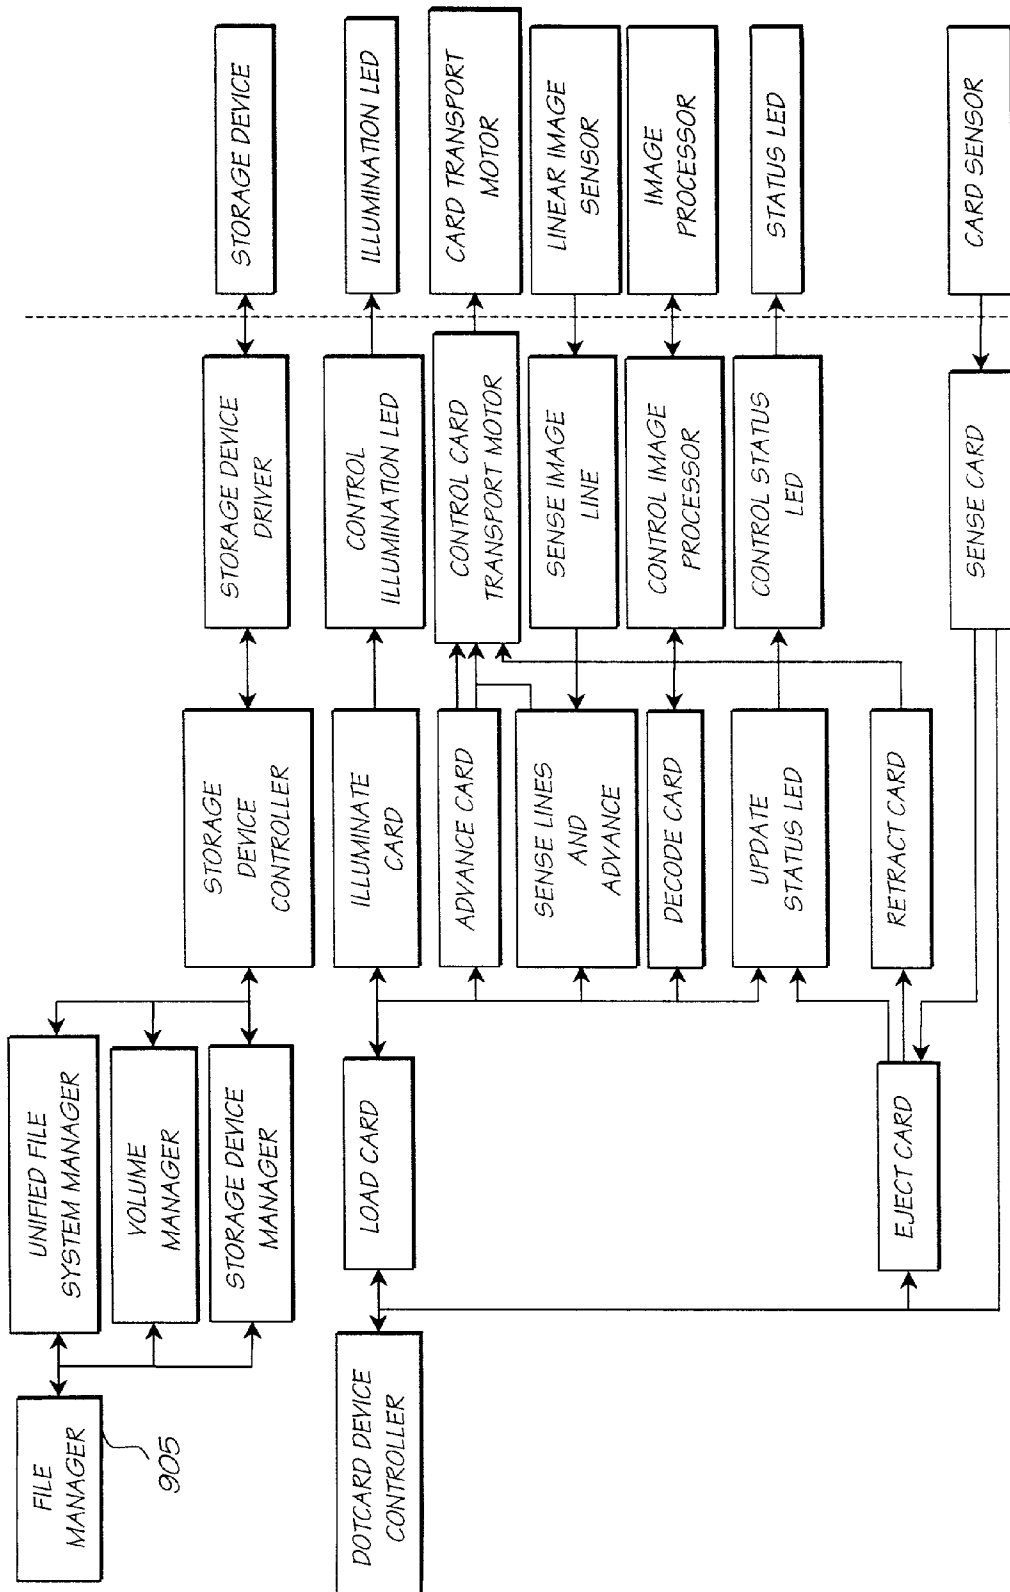 FILE
MANAGER
905
UNIFIED FILE
SYSTEM MANAGER
VOLUME
MANAGER
STORAGE DEVICE
MANAGER
STORAGE
DEVICE
CONTROLLER
STORAGE DEVICE
DRIVER
STORAGE DEVICE
DOTCARD DEVICE
CONTROLLER
LOAD CARD
ILLUMINATE
CARD
CONTROL
ILLUMINATION LED
ILLUMINATION LED
ADVANCE CARD
CONTROL CARD
TRANSPORT MOTOR
CARD TRANSPORT
MOTOR
SENSE LINES
AND
ADVANCE
SENSE IMAGE
LINE
LINEAR IMAGE
SENSOR
DECODE CARD
CONTROL IMAGE
PROCESSOR
IMAGE
PROCESSOR
UPDATE
STATUS LED
CONTROL STATUS
LED
STATUS LED
EJECT CARD
RETRACT CARD
SENSE CARD
CARD SENSOR